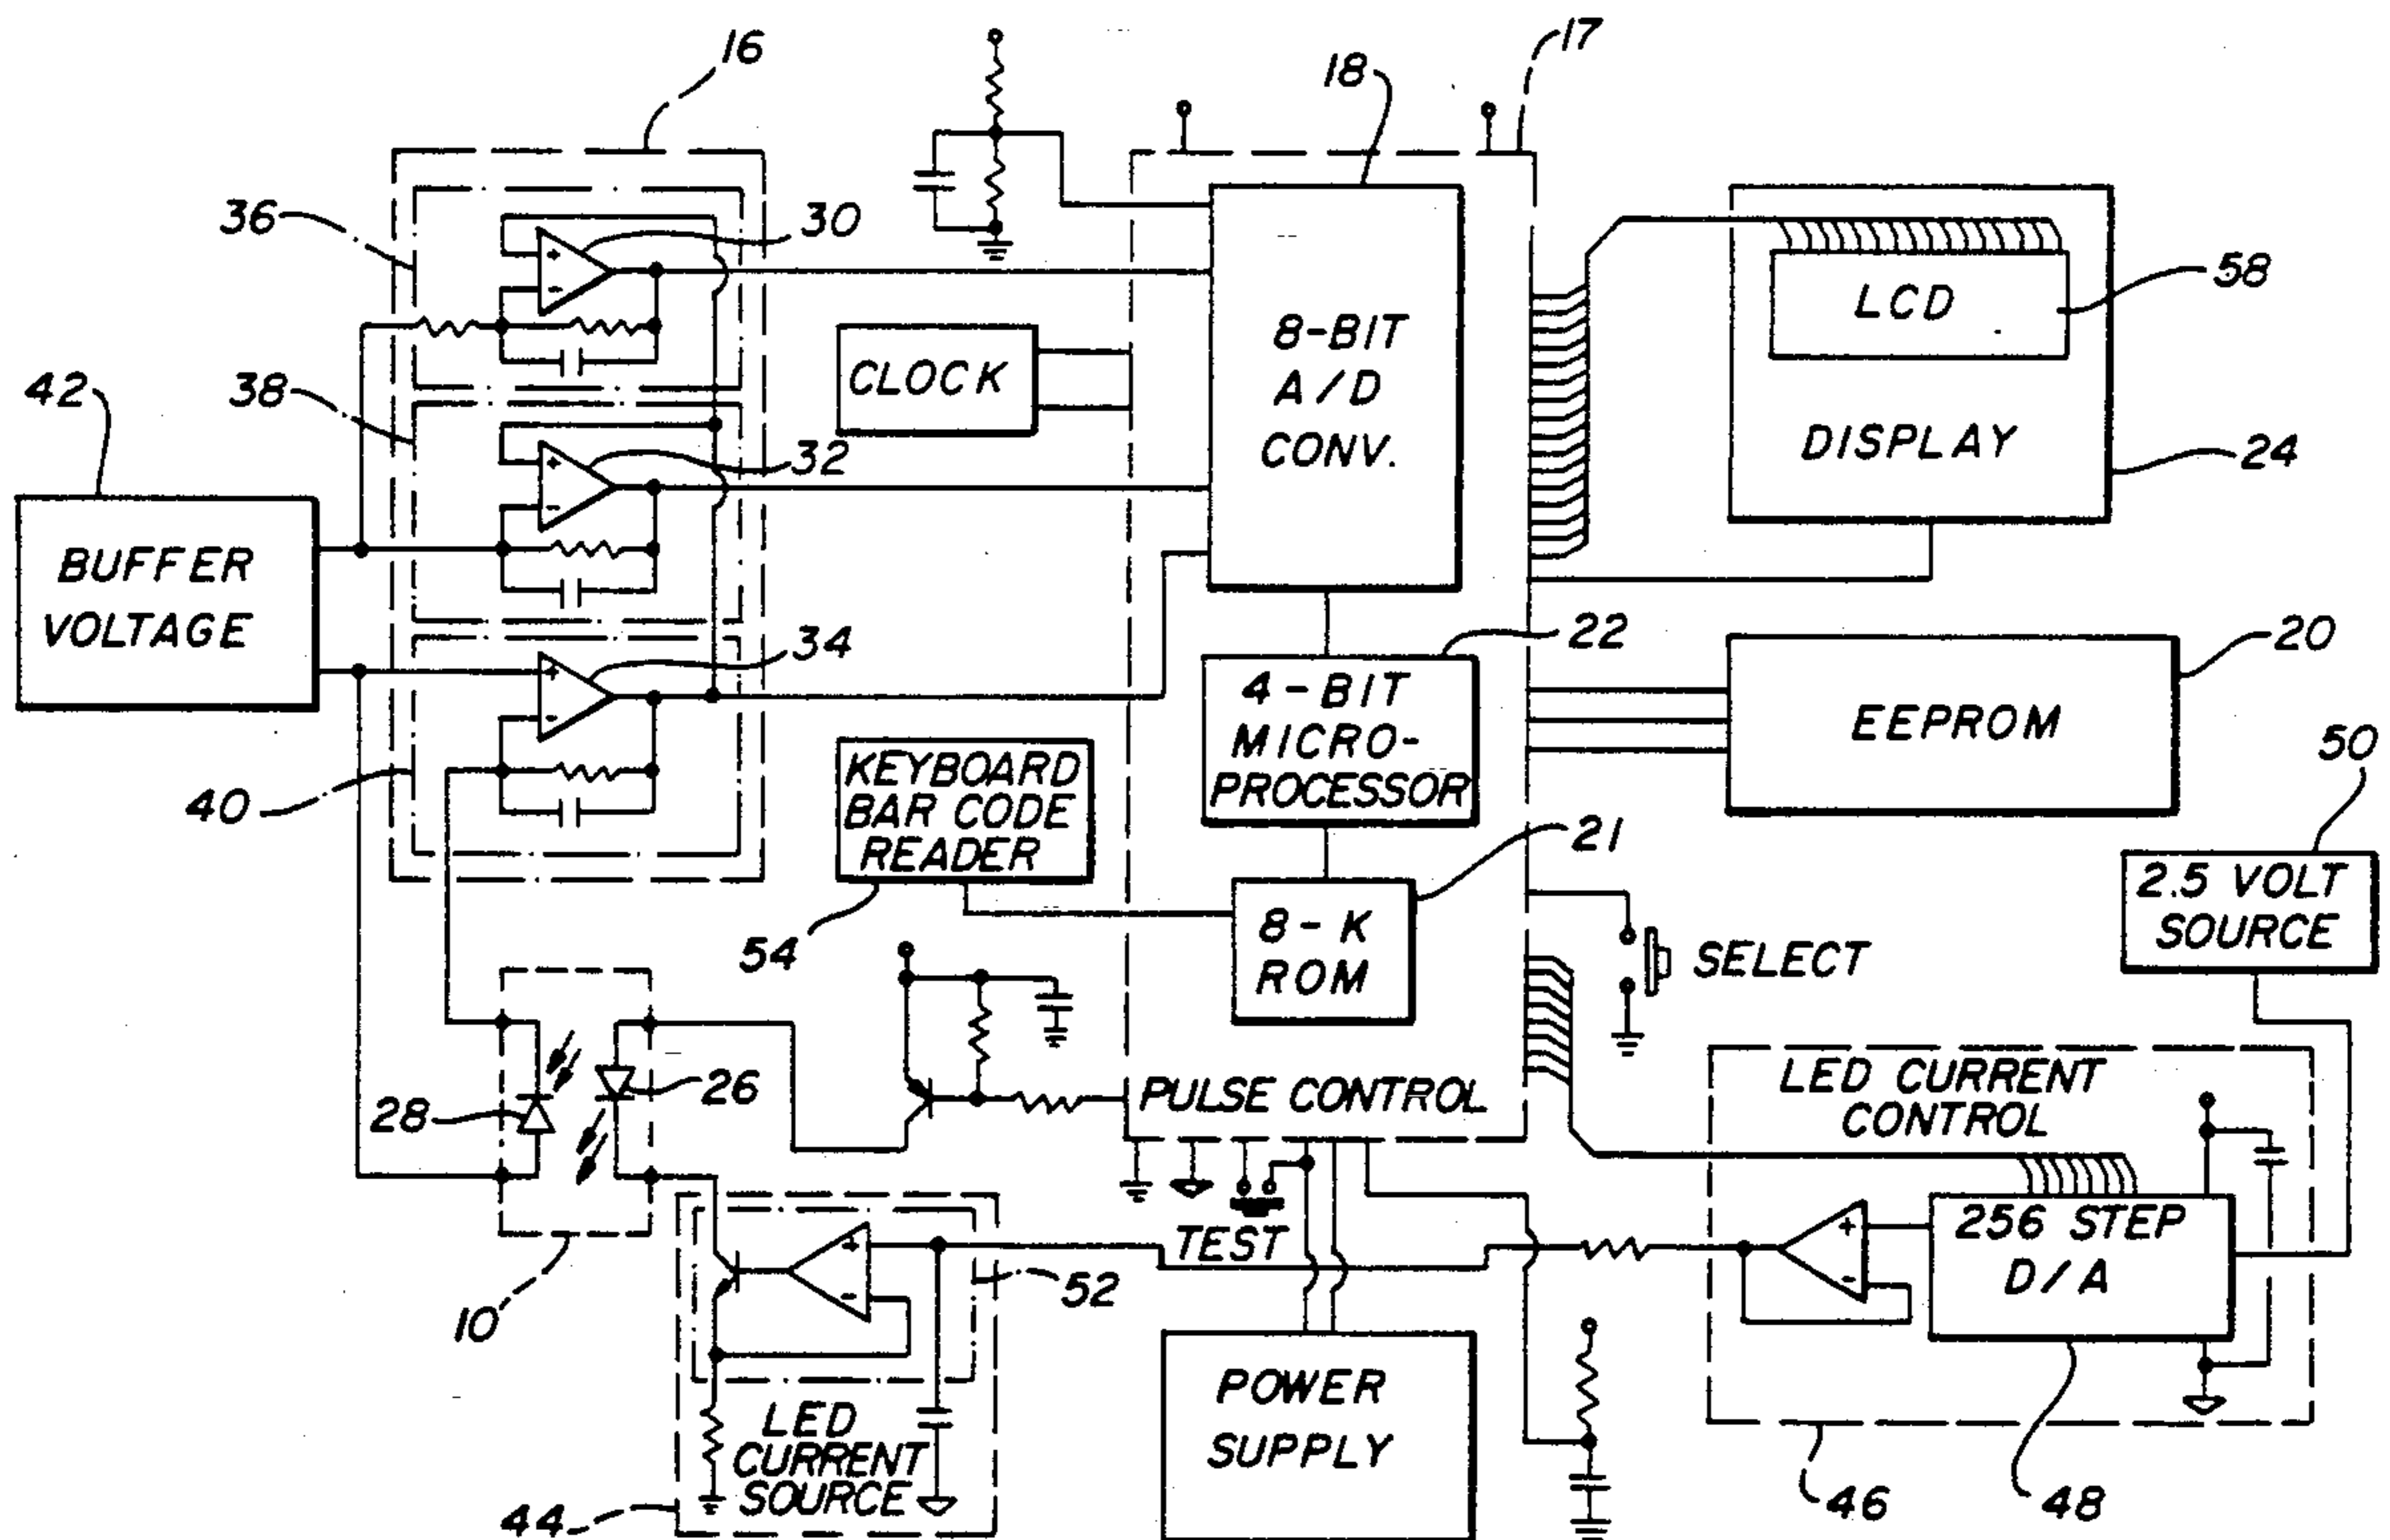 16
17
18
36
30
+
-
58
LCD
8-BIT
A/D
CONV.
CLOCK
42
38
DISPLAY
24
32
+
-
BUFFER
VOLTAGE
34
+
-
22
20
4-BIT
MICRO-
PROCESSOR
EEPROM
50
40
KEYBOARD
BAR CODE
READER
21
2.5 VOLT
SOURCE
54
8-K
ROM
SELECT
28
26
PULSE CONTROL
LED CURRENT
CONTROL
10
TEST
+
-
52
+
-
256 STEP
D/A
POWER
SUPPLY
LED
CURRENT
SOURCE
44
46
48